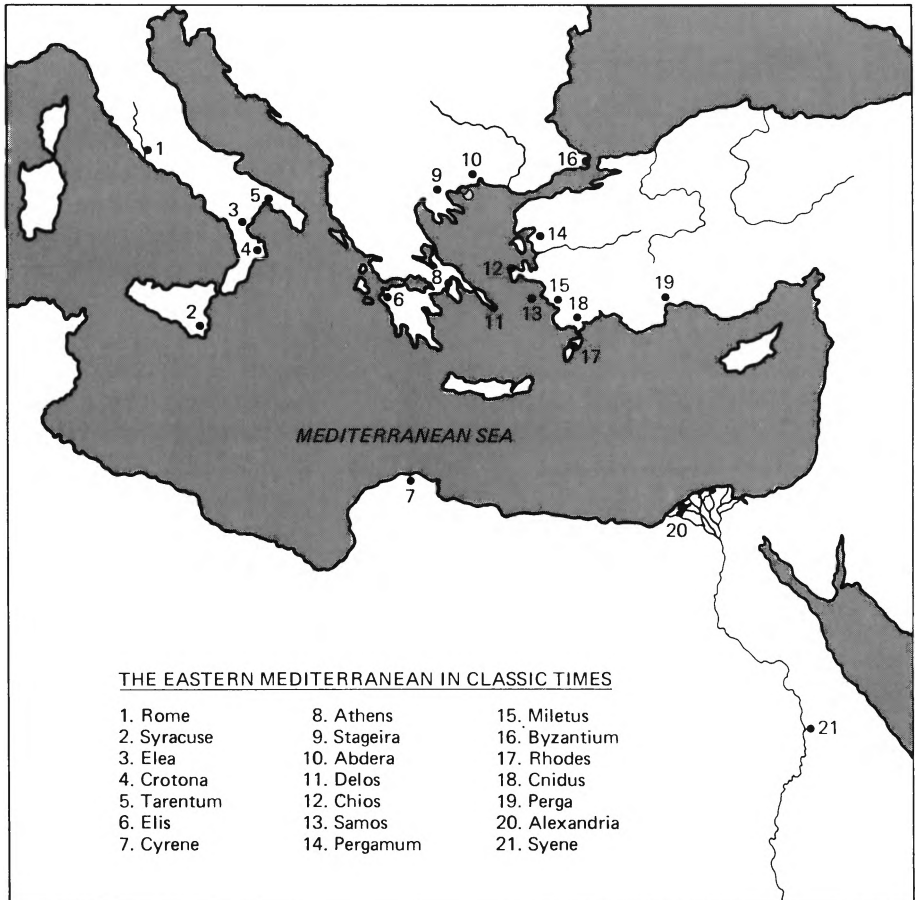 1
10
16
9
5
3
14
4
12
8
15
19
6
13
18
2
11
17
MEDITERRANEAN SEA
7
20
THE EASTERN MEDITERRANEAN IN CLASSIC TIMES
1. Rome 8. Athens 15. Miletus
2. Syracuse 9. Stageira 16. Byzantium
3. Elea 10. Abdera 17. Rhodes
4. Crotona 11. Delos 18. Cnidus
5. Tarentum 12. Chios 19. Perga
6. Elis 13. Samos 20. Alexandria
7. Cyrene 14. Pergamum 21. Syene
21